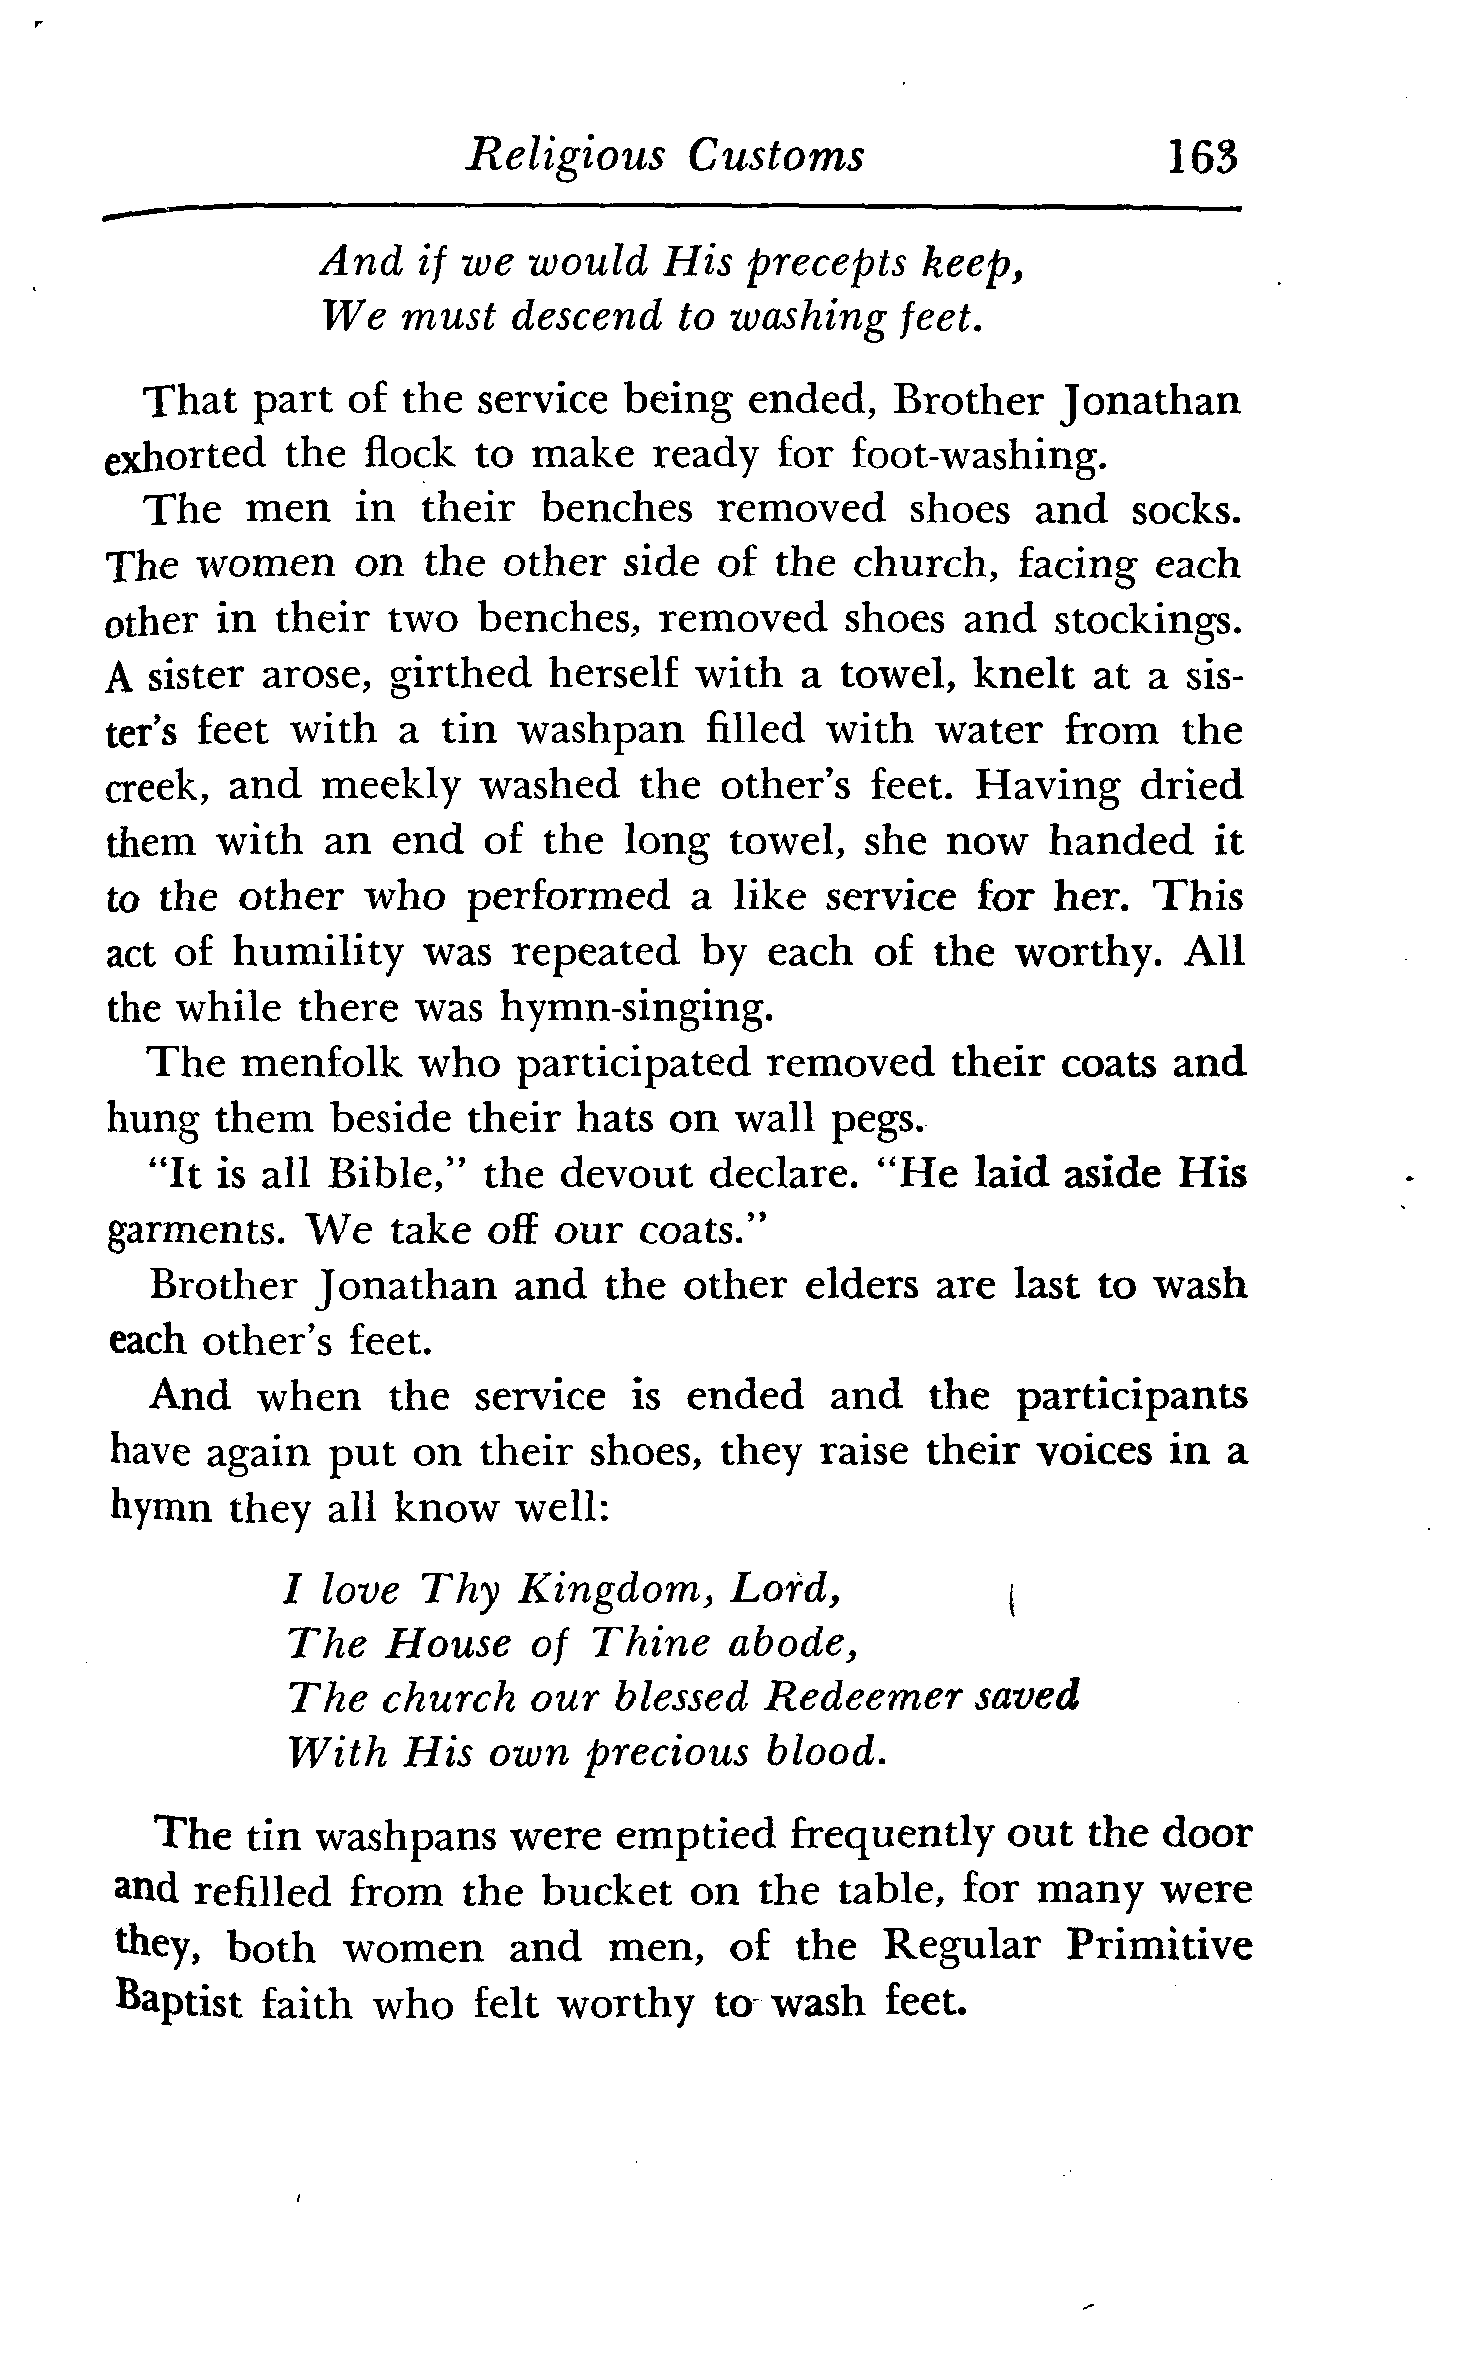 Religious Customs 163
And if we would His precepts keep,
We must descend to washing feet.
That part of the service being ended, Brother Jonathan
exhorted the flock to make ready for foot-washing.
The men in their benches removed shoes and socks.
The women on the other side of the church, facing each
other in their two benches, removed shoes and stockings.
A sister arose, girthed herself with a towel, knelt at a sis-
ter's feet with a tin washpan filled with water from the
creek, and meekly washed the other's feet. Having dried
them with an end of the long towel, she now handed it
to the other who performed a like service for her. This
act of humility was repeated by each of the worthy. All
the while there was hymn-singing.
The menfolk who participated removed their coats and
hung them beside their hats on wall pegs.
“It is all Bible,” the devout declare. “He laid aside His
garments. We take off our coats.”
Brother Jonathan and the other elders are last to wash
each other's feet.
And when the service is ended and the participants
have again put on their shoes, they raise their voices in a
hymn they all know well:
I love Thy Kingdom, Lord,
The House of Thine abode,
The church our blessed Redeemer saved
With His own precious blood.
The tin washpans were emptied frequently out the door
and refilled from the bucket on the table, for many were
they, both women and men, of the Regular Primitive
Baptist faith who felt worthy to wash feet.